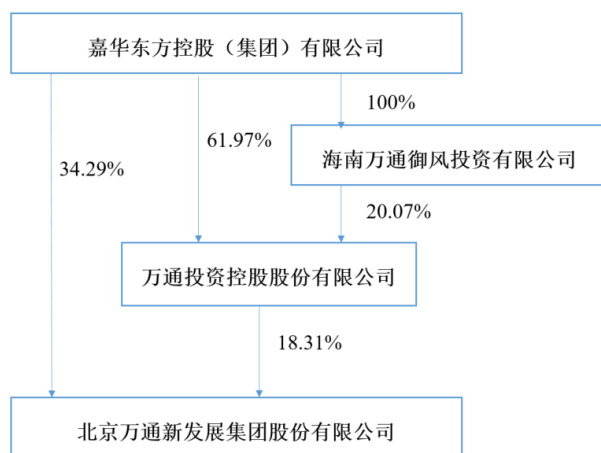 嘉华东方控股（集团）有限公司
100%
61.97%
海南万通御风投资有限公司
34.29%
20.07%
万通投资控股股份有限公司
18.31%
北京万通新发展集团股份有限公司